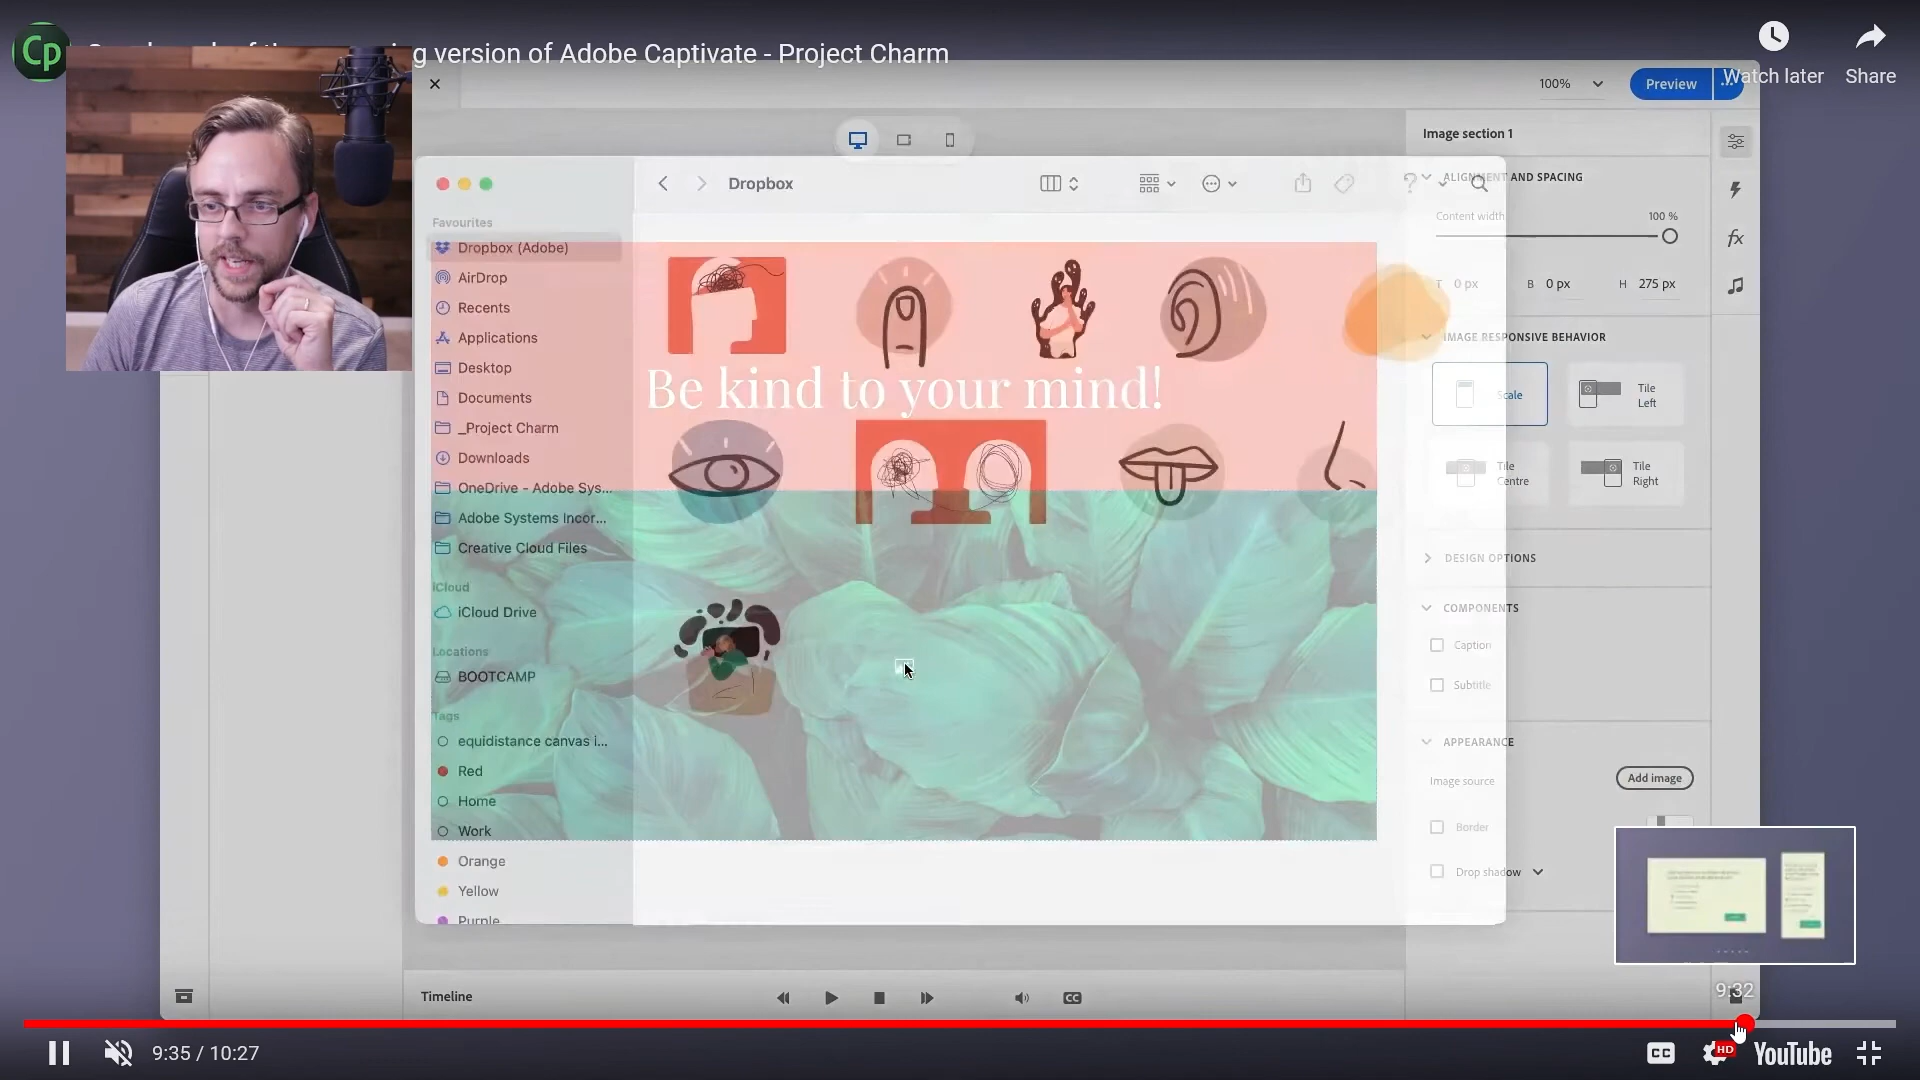 Cp
g version of Adobe Captivate - Project Charm
Watch later
Share
100%
Preview
Image section 1
Dropbox
ALIGNMENT AND SPACING
Content width
100 %
T 0 px
B 0 px
H 275 px
Favourites
Dropbox (Adobe)
AirDrop
Recents
Applications
Desktop
Documents
_Project Charm
Downloads
OneDrive - Adobe Sys...
Adobe Systems Incor...
Creative Cloud Files
iCloud
iCloud Drive
Locations
BOOTCAMP
Tags
equidistance canvas i...
Red
Home
Work
Orange
Yellow
Purple
Be kind to your mind!
IMAGE RESPONSIVE BEHAVIOR
Scale
Tile
Left
Tile
Centre
Tile
Right
DESIGN OPTIONS
COMPONENTS
Caption
Subtitle
APPEARANCE
Image source
Add image
Border
Drop shadow
fx
Timeline
CC
9:32
9:35 / 10:27
CC
HD
YouTube